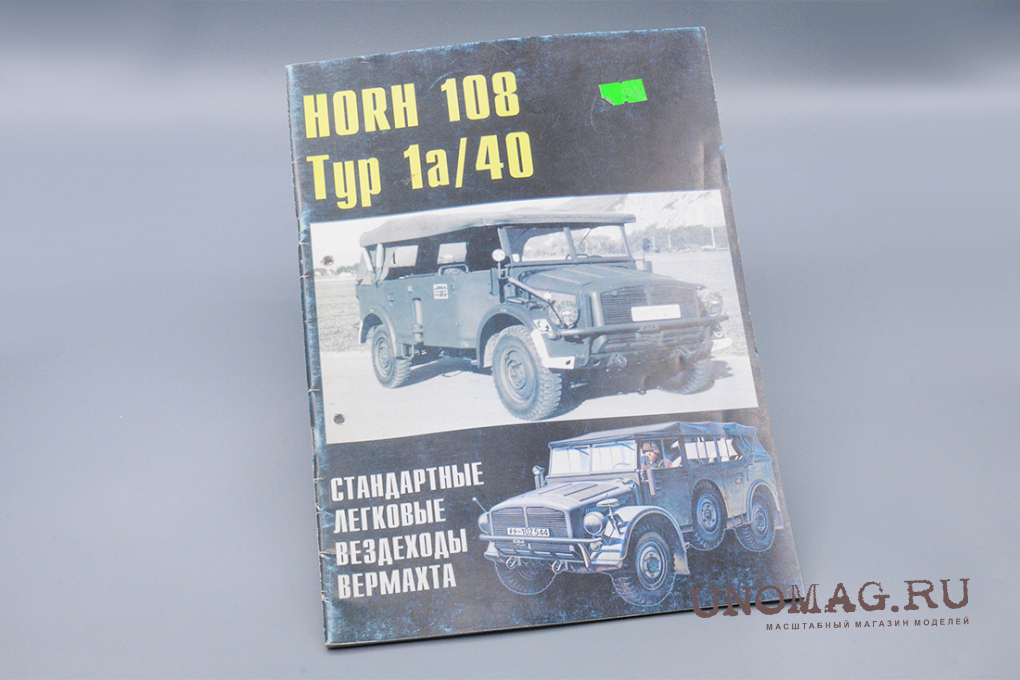 HORH 108
Typ 1a/40
СТАНДАРТНЫЕ
ЛЕГКОВЫЕ
ВЕЗДЕХОДЫ
ВЕРМАХТА
UNOMAG.RU
МАСШТАБНЫЙ МАГАЗИН МОДЕЛЕЙ